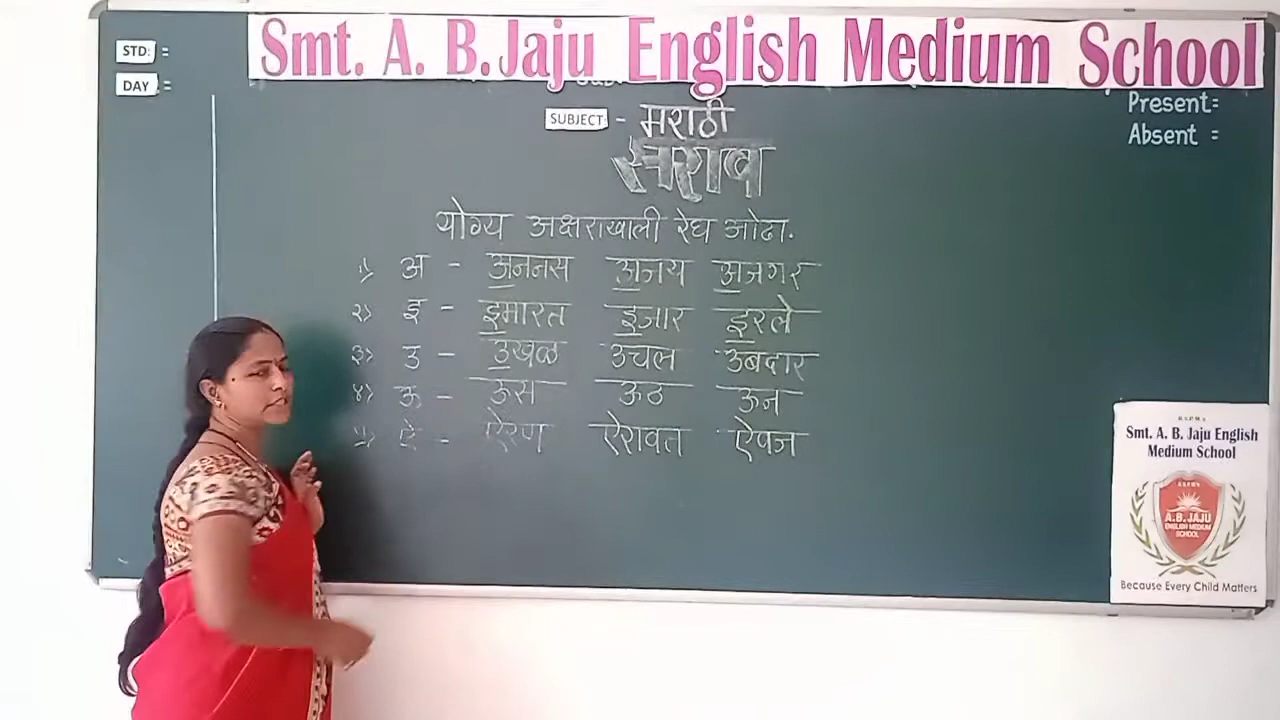 Smt. A. B. Jaju English Medium School
STD: =
DAY =
Present=
Absent =
SUBJECT: - मराठी
सराव
योग्य अक्षराखाली रेघ ओढा.
१) अ - अननस अजय अजगर
२) इ - इमारत इजार इरले
३) उ - उखळ उचल उबदार
४) ऊ - ऊस ऊठ ऊन
५) ऐ - ऐरण ऐरावत ऐवज
Smt. A. B. Jaju English
Medium School
A.B. JAJU
ENGLISH MEDIUM
SCHOOL
Because Every Child Matters